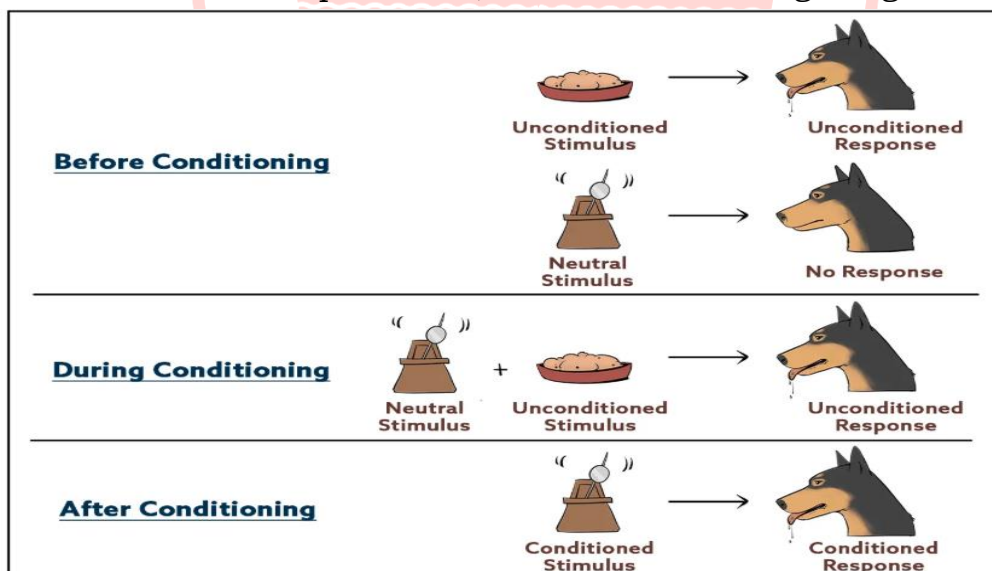 Unconditioned
Stimulus
Unconditioned
Response
Before Conditioning
Neutral
Stimulus
No Response
During Conditioning
+
Neutral
Stimulus
Unconditioned
Stimulus
Unconditioned
Response
After Conditioning
Conditioned
Stimulus
Conditioned
Response